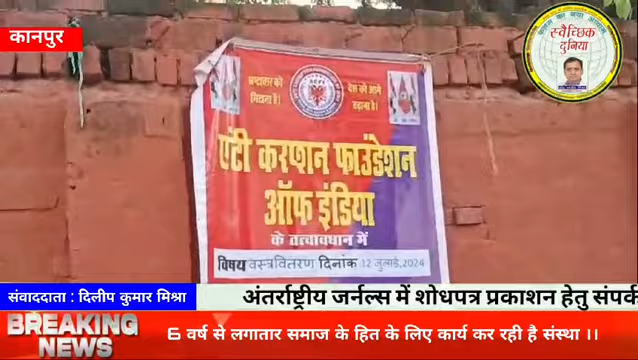 कानपुर
स्वैच्छिक
दुनिया
भ्रष्टाचार को
मिटाना है।
देश को आगे
बढ़ाना है।
एंटी करप्शन फाउंडेशन
ऑफ इंडिया
के तत्वावधान में
विषय वस्त्रवितरण दिनांक 12 जुलाई,2024
संवाददाता : दिलीप कुमार मिश्रा
अंतर्राष्ट्रीय जर्नल्स में शोधपत्र प्रकाशन हेतु संपर्क
BREAKING
NEWS
6 वर्ष से लगातार समाज के हित के लिए कार्य कर रही है संस्था ।।